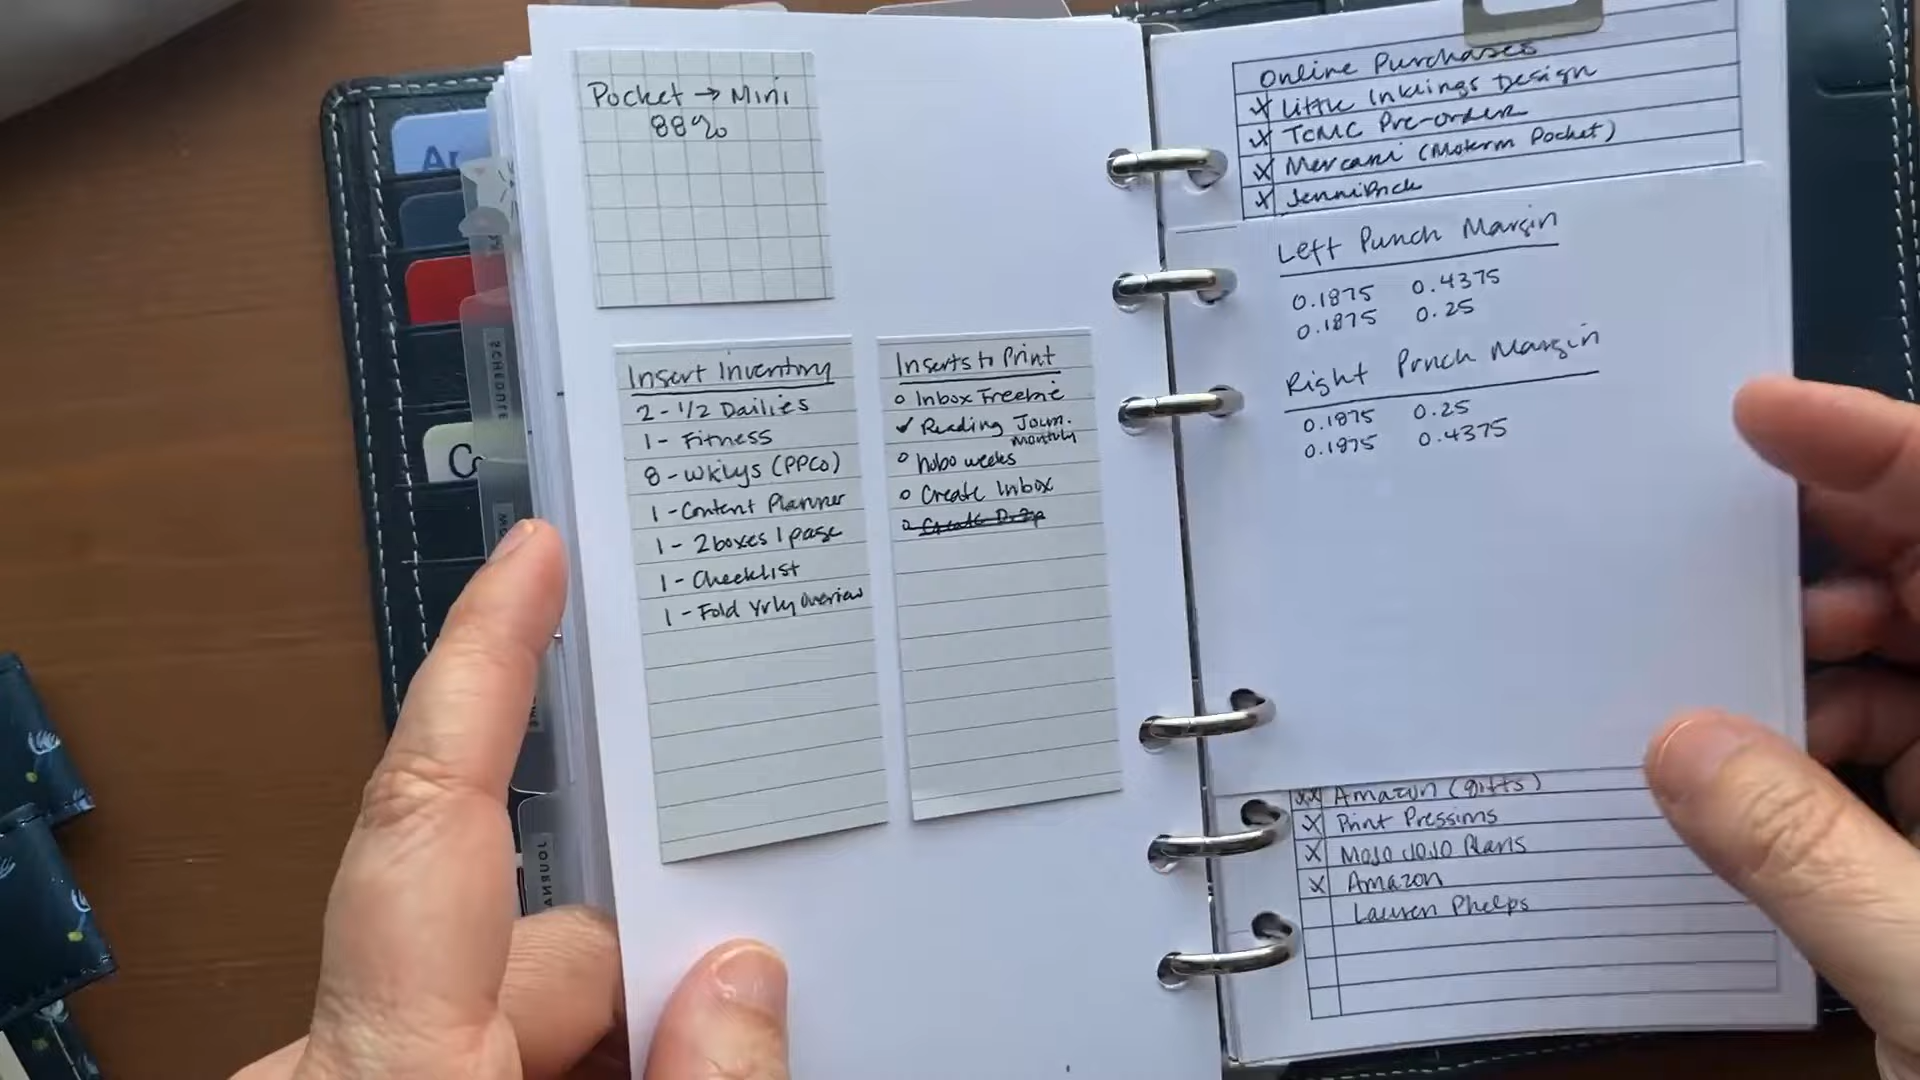 Pocket → Mini
88%
Insert Inventory
2 - 1/2 Dailies
1 - Fitness
8 - Wklys (PPCo)
1 - Content Planner
1 - 2 boxes 1 page
1 - Checklist
1 - Fold Yrly Overview
Inserts to Print
Inbox Freebie
✓ Reading Journ.
monthly
hobo weeks
Create Inbox
Online Purchases
X Little Inklings Design
X TCMC Pre-order
X Mercari (Moterm Pocket)
X
Left Punch Margin
0.1875 0.4375
0.1875 0.25
Right Punch Margin
0.1875 0.25
0.1875 0.4375
XX Amazon (gifts)
X Print Pressions
X MoJo JoJo Plans
X Amazon
Lauren Phelps
SCHEDULE
JOURNAL